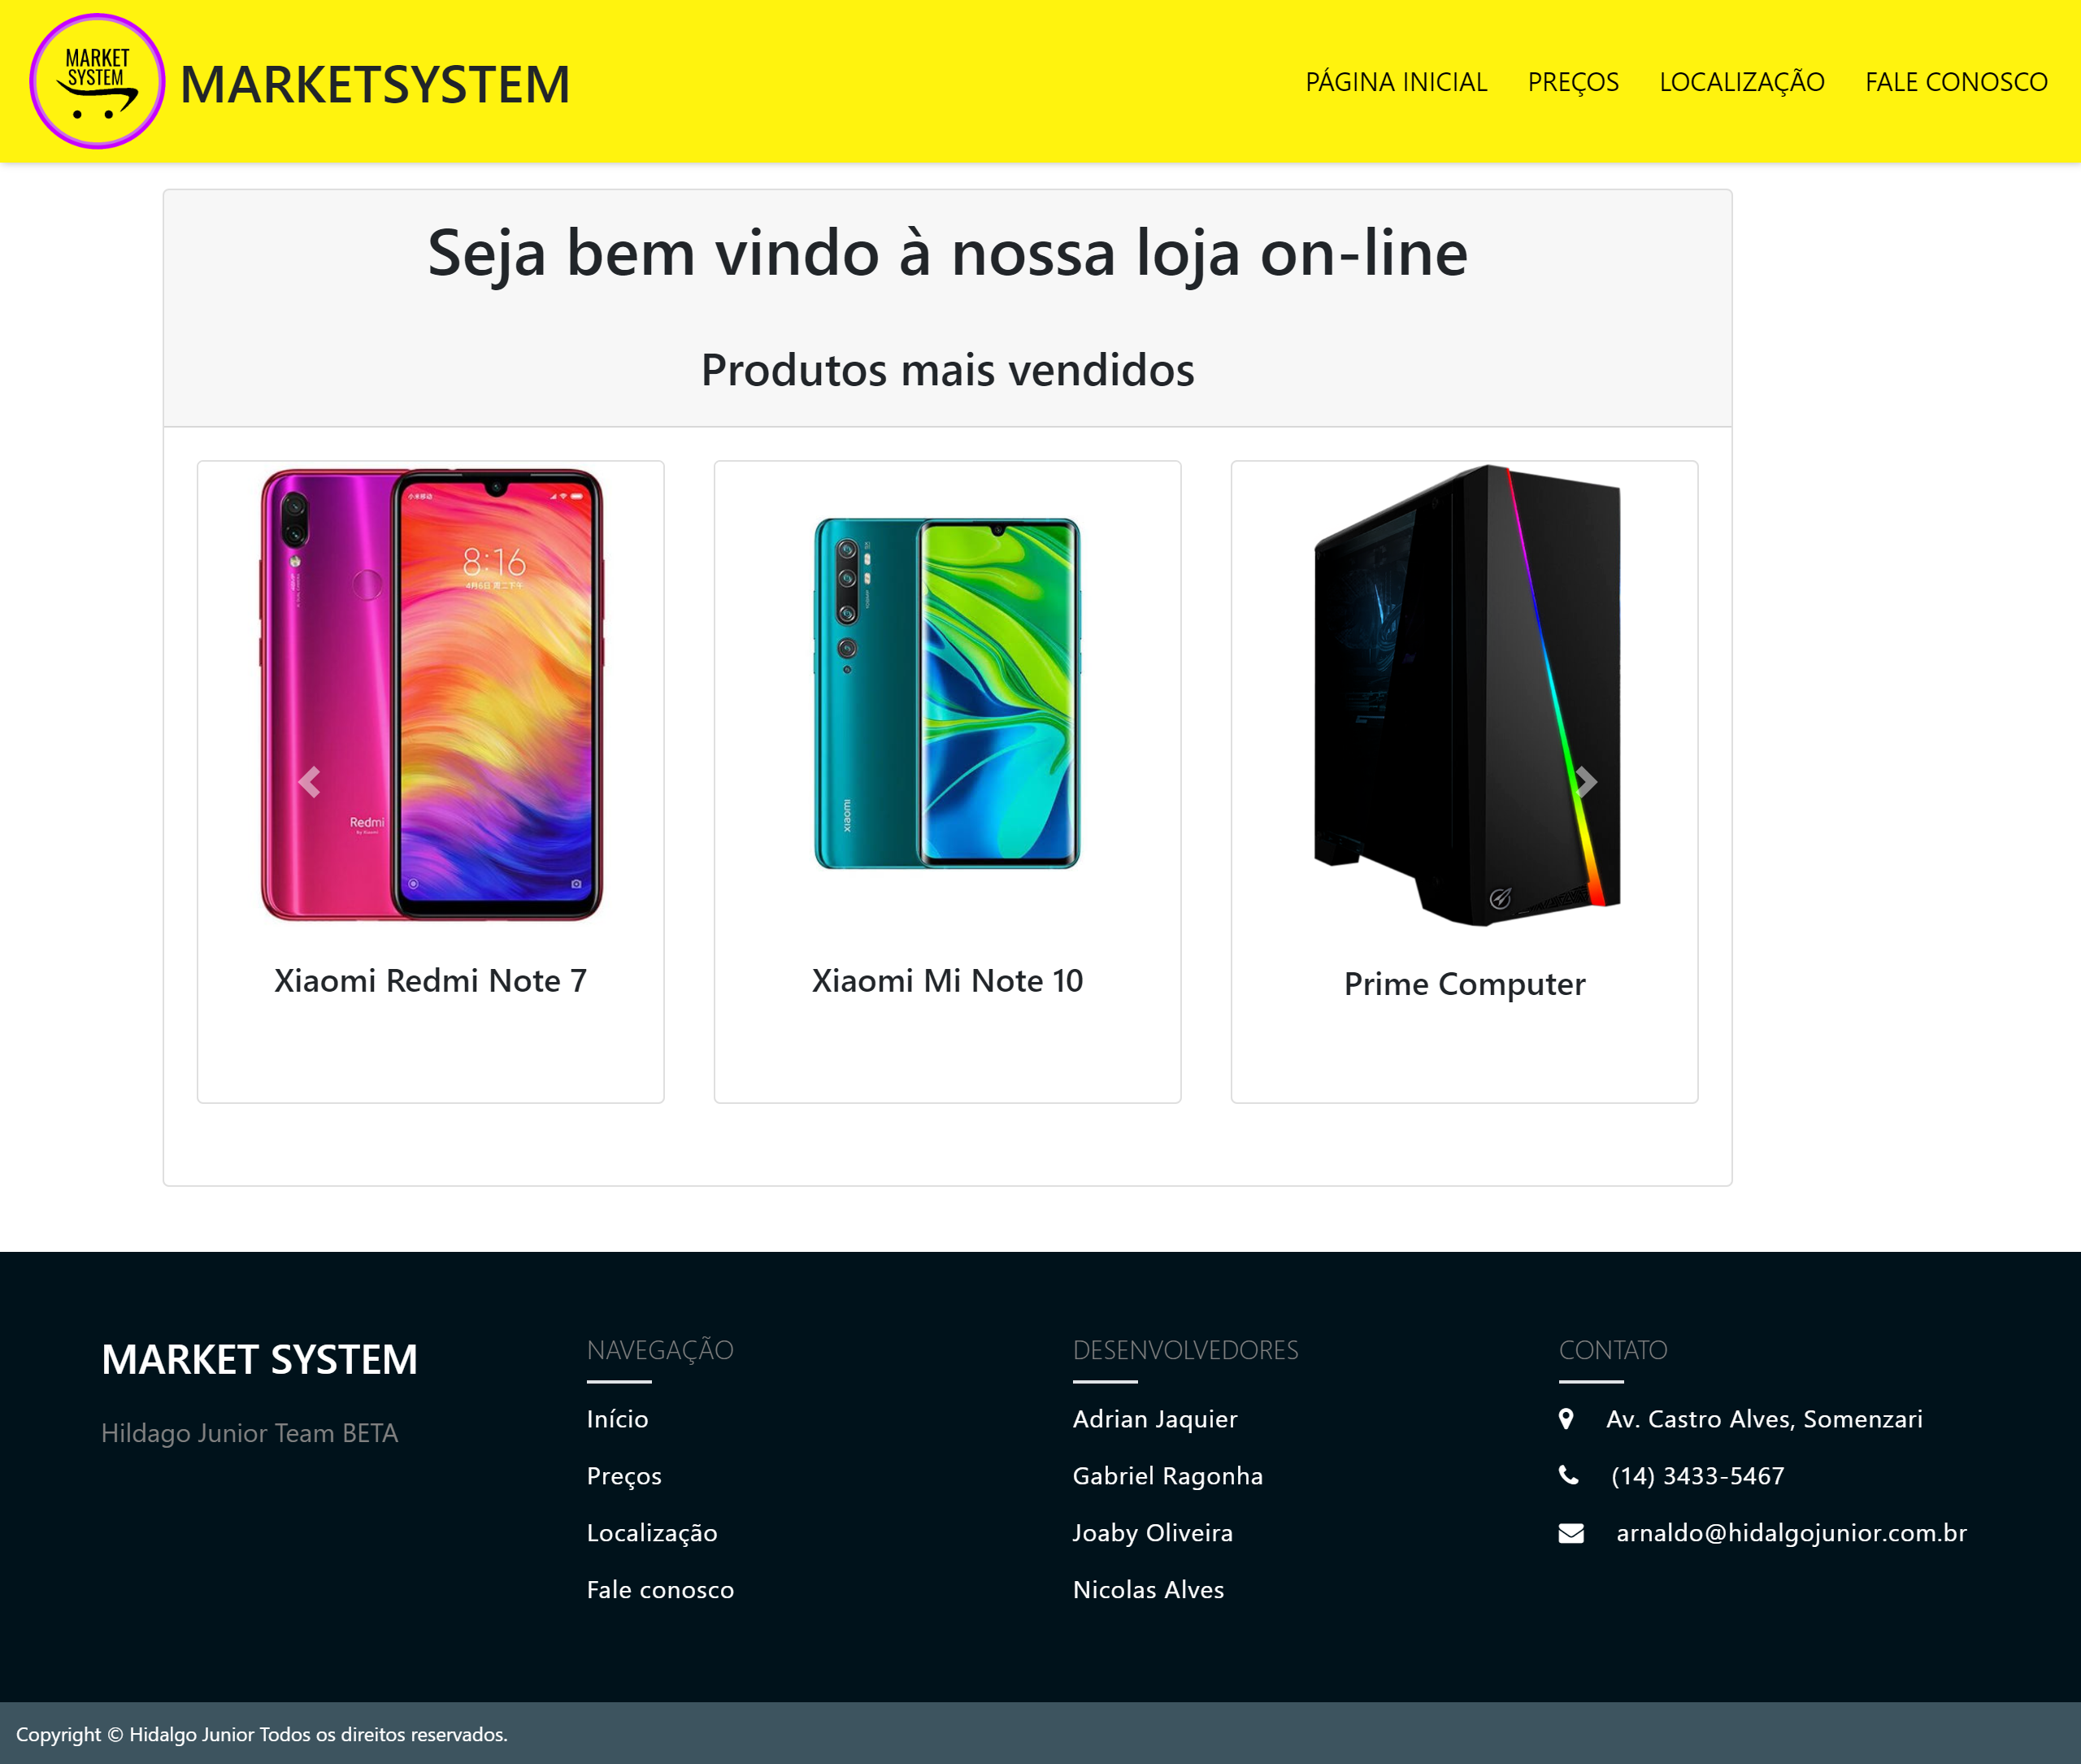 MARKET
SYSTEM
MARKETSYSTEM
PÁGINA INICIAL PREÇOS LOCALIZAÇÃO FALE CONOSCO
Seja bem vindo à nossa loja on-line
Produtos mais vendidos
8:16
Redmi
by Xiaomi
xiaomi
Xiaomi Redmi Note 7
Xiaomi Mi Note 10
Prime Computer
MARKET SYSTEM
Hildago Junior Team BETA
NAVEGAÇÃO
Início
Preços
Localização
Fale conosco
DESENVOLVEDORES
Adrian Jaquier
Gabriel Ragonha
Joaby Oliveira
Nicolas Alves
CONTATO
Av. Castro Alves, Somenzari
(14) 3433-5467
arnaldo@hidalgojunior.com.br
Copyright © Hidalgo Junior Todos os direitos reservados.